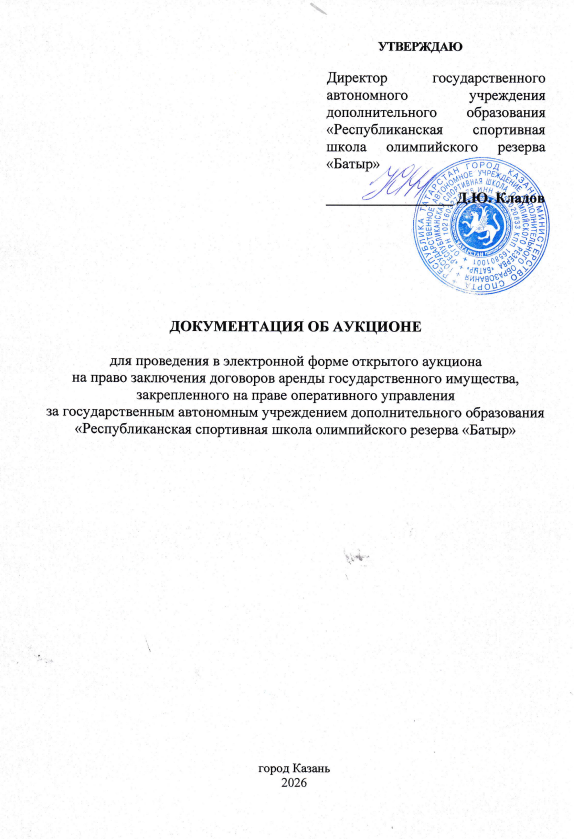 УТВЕРЖДАЮ
Директор государственного
автономного учреждения
дополнительного образования
«Республиканская спортивная
школа олимпийского резерва
«Батыр»
Д.Ю. Кладов
ДОКУМЕНТАЦИЯ ОБ АУКЦИОНЕ
для проведения в электронной форме открытого аукциона
на право заключения договоров аренды государственного имущества,
закрепленного на праве оперативного управления
за государственным автономным учреждением дополнительного образования
«Республиканская спортивная школа олимпийского резерва «Батыр»
город Казань
2026